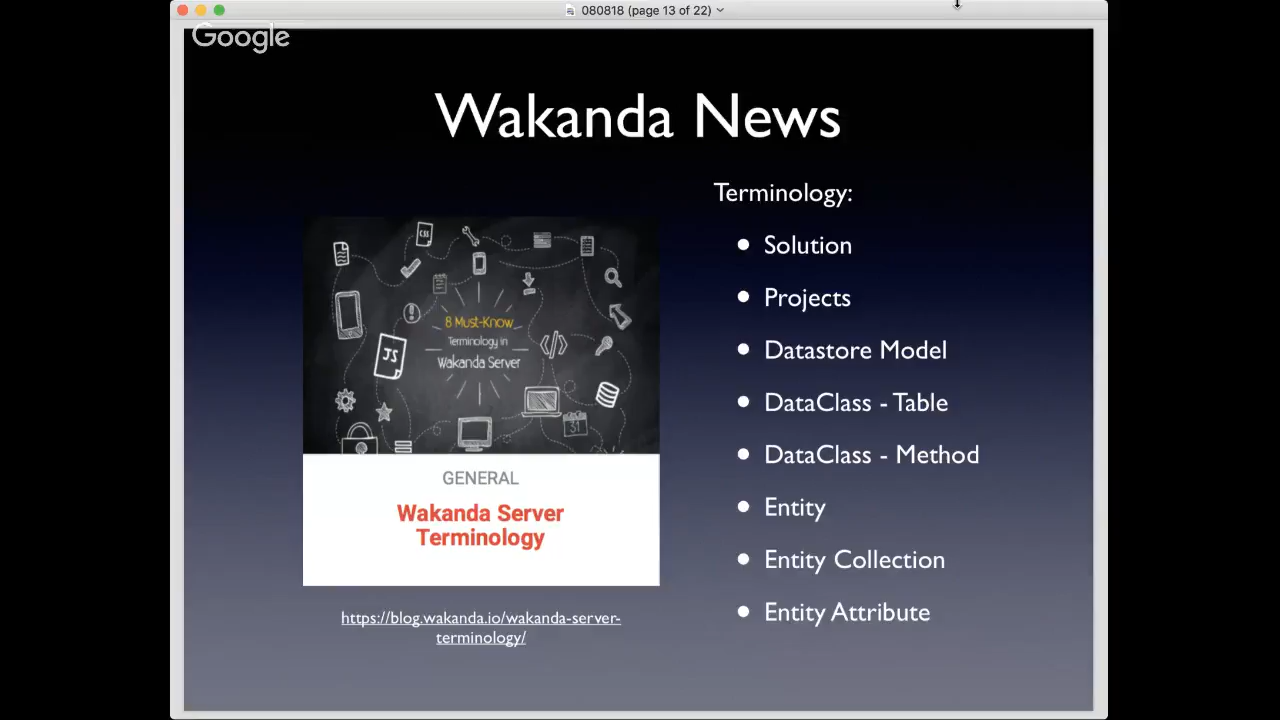 080818 (page 13 of 22)
Google
Wakanda News
Terminology:
• Solution
• Projects
• Datastore Model
• DataClass - Table
• DataClass - Method
• Entity
• Entity Collection
• Entity Attribute
CSS
JS
31
8 Must-Know
Terminology in
Wakanda Server
GENERAL
Wakanda Server
Terminology
https://blog.wakanda.io/wakanda-server-
terminology/